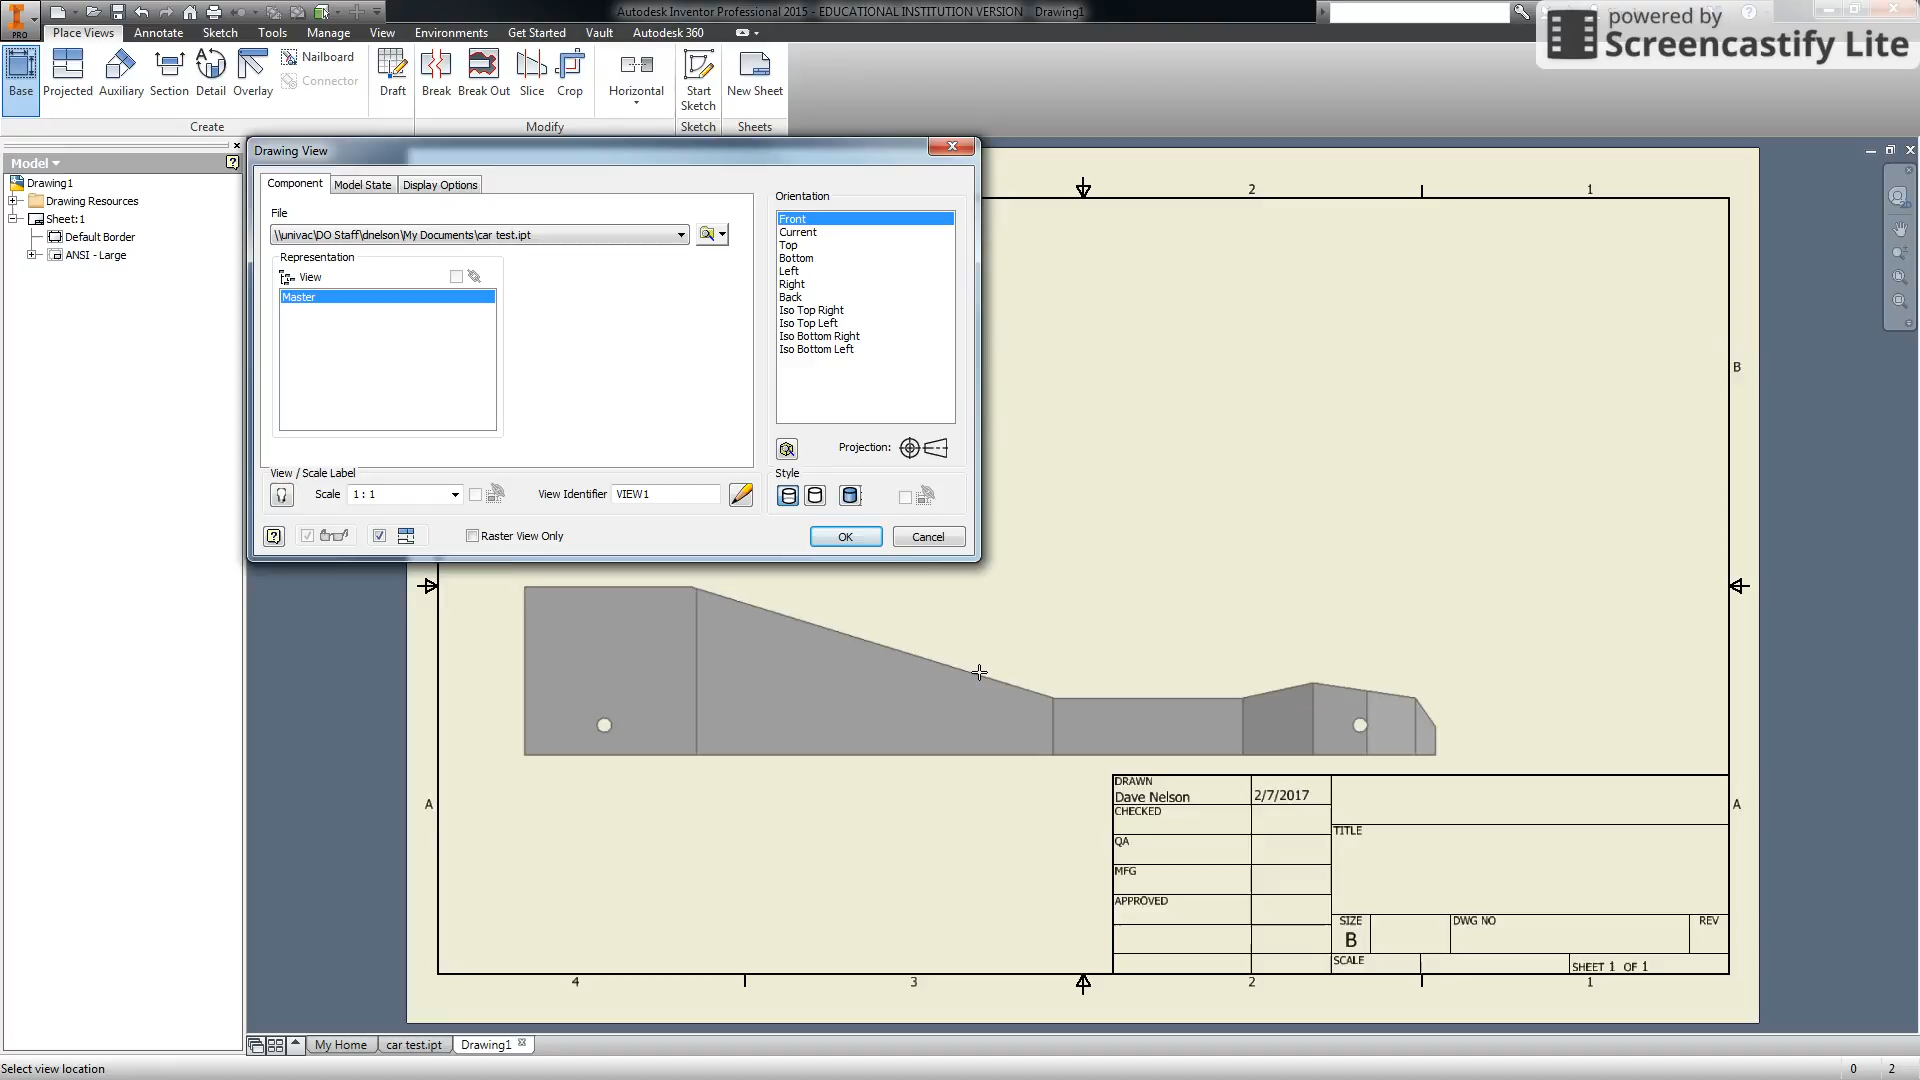 Autodesk Inventor Professional 2015 - EDUCATIONAL INSTITUTION VERSION Drawing1
powered by
Screencastify Lite
PRO
Place Views Annotate Sketch Tools Manage View Environments Get Started Vault Autodesk 360
Base Projected Auxiliary Section Detail Overlay
Nailboard
Connector
Draft
Break Break Out Slice Crop
Horizontal
Start
Sketch
New Sheet
Create Modify Sketch Sheets
Model
Drawing1
Drawing Resources
Sheet:1
Default Border
ANSI - Large
Drawing View
Component Model State Display Options
File
\\univac\DO Staff\dnelson\My Documents\car test.ipt
Representation
View
Master
Orientation
Front
Current
Top
Bottom
Left
Right
Back
Iso Top Right
Iso Top Left
Iso Bottom Right
Iso Bottom Left
Projection:
View / Scale Label
Scale 1 : 1
View Identifier VIEW1
Style
Raster View Only
OK Cancel
2 1
B
A A
DRAWN
Dave Nelson 2/7/2017
CHECKED
QA
MFG
APPROVED
TITLE
SIZE
B
DWG NO
REV
SCALE
SHEET 1 OF 1
4 3 2 1
My Home car test.ipt Drawing1
Select view location
0 2